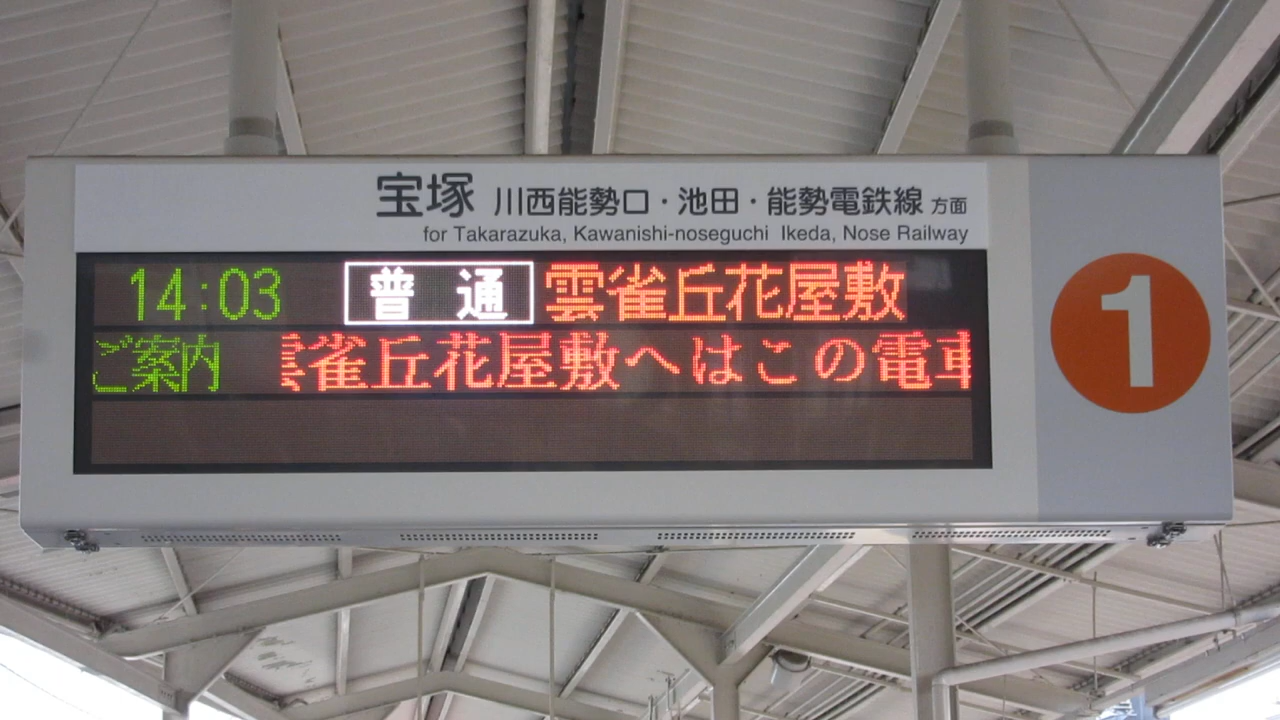 宝塚 川西能勢口・池田・能勢電鉄線 方面
for Takarazuka, Kawanishi-noseguchi Ikeda, Nose Railway
14:03 普通 雲雀丘花屋敷
ご案内 雲雀丘花屋敷へはこの電車
1